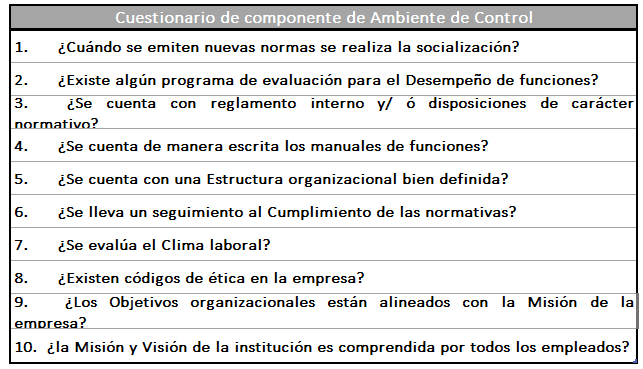 Cuestionario de componente de Ambiente de Control
1. ¿Cuándo se emiten nuevas normas se realiza la socialización?
2. ¿Existe algún programa de evaluación para el Desempeño de funciones?
3. ¿Se cuenta con reglamento interno y/ ó disposiciones de carácter
normativo?
4. ¿Se cuenta de manera escrita los manuales de funciones?
5. ¿Se cuenta con una Estructura organizacional bien definida?
6. ¿Se lleva un seguimiento al Cumplimiento de las normativas?
7. ¿Se evalúa el Clima laboral?
8. ¿Existen códigos de ética en la empresa?
9. ¿Los Objetivos organizacionales están alineados con la Misión de la
empresa?
10. ¿la Misión y Visión de la institución es comprendida por todos los empleados?